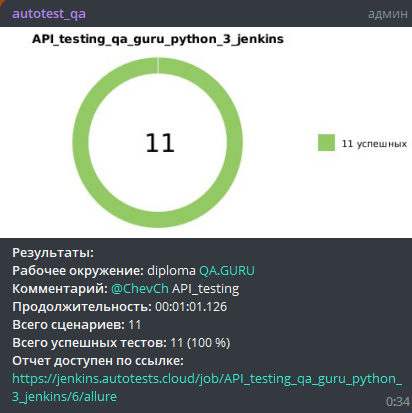 autotest_qa админ
API_testing_qa_guru_python_3_jenkins
11
11 успешных
Результаты:
Рабочее окружение: diploma QA.GURU
Комментарий: @ChevCh API_testing
Продолжительность: 00:01:01.126
Всего сценариев: 11
Всего успешных тестов: 11 (100 %)
Отчет доступен по ссылке:
https://jenkins.autotests.cloud/job/API_testing_qa_guru_python_
3_jenkins/6/allure
0:34